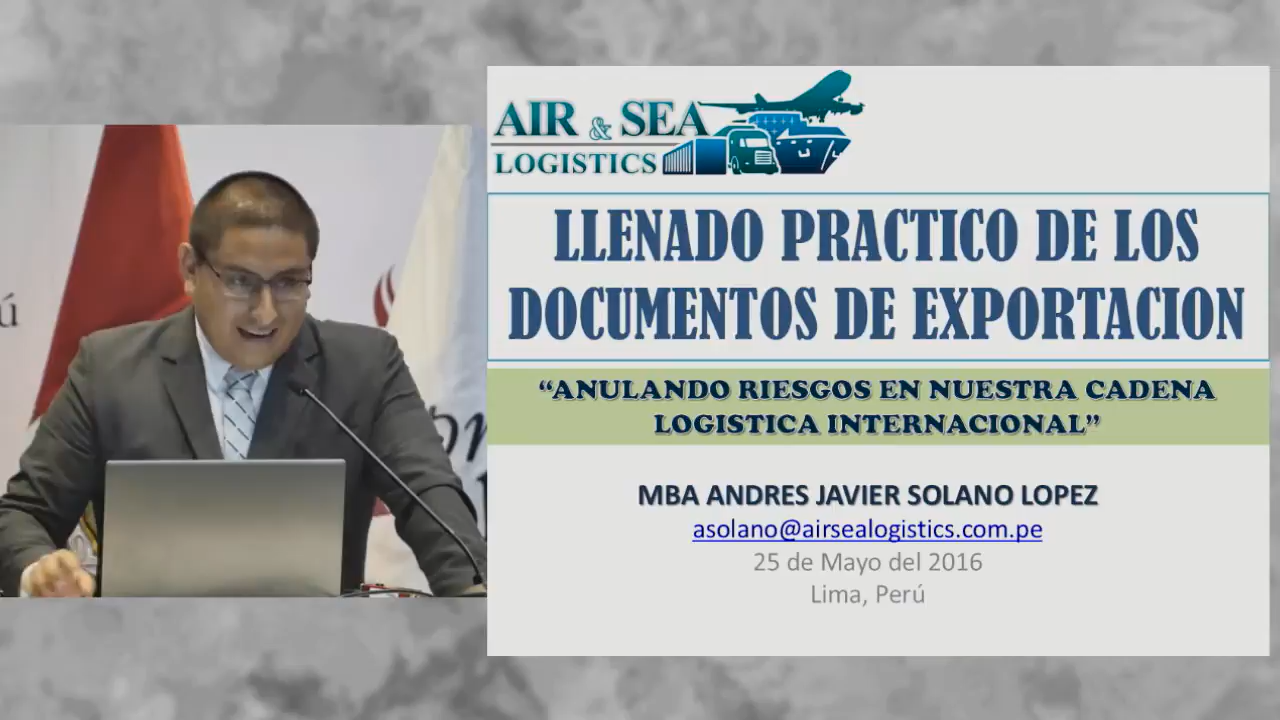 AIR & SEA
LOGISTICS
LLENADO PRACTICO DE LOS
DOCUMENTOS DE EXPORTACION
“ANULANDO RIESGOS EN NUESTRA CADENA
LOGISTICA INTERNACIONAL”
MBA ANDRES JAVIER SOLANO LOPEZ
asolano@airsealogistics.com.pe
25 de Mayo del 2016
Lima, Perú